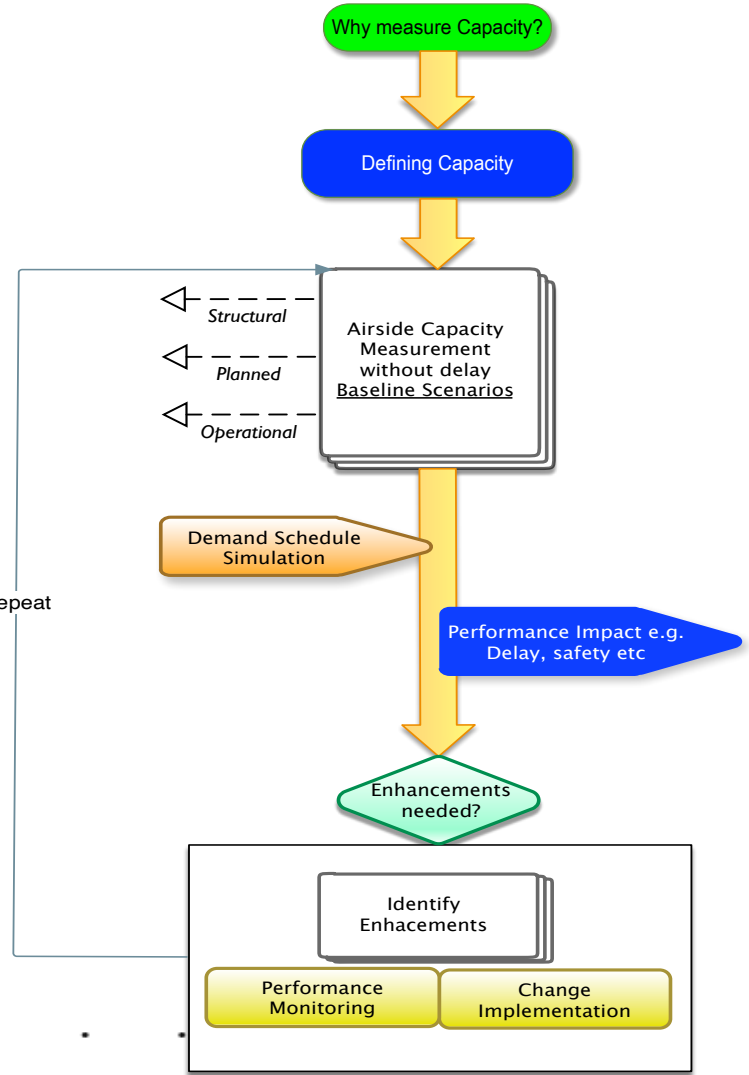 Why measure Capacity?
Defining Capacity
Structural
Planned
Operational
Airside Capacity
Measurement
without delay
Baseline Scenarios
Demand Schedule
Simulation
epeat
Performance Impact e.g.
Delay, safety etc
Enhancements
needed?
Identify
Enhacements
Performance
Monitoring
Change
Implementation